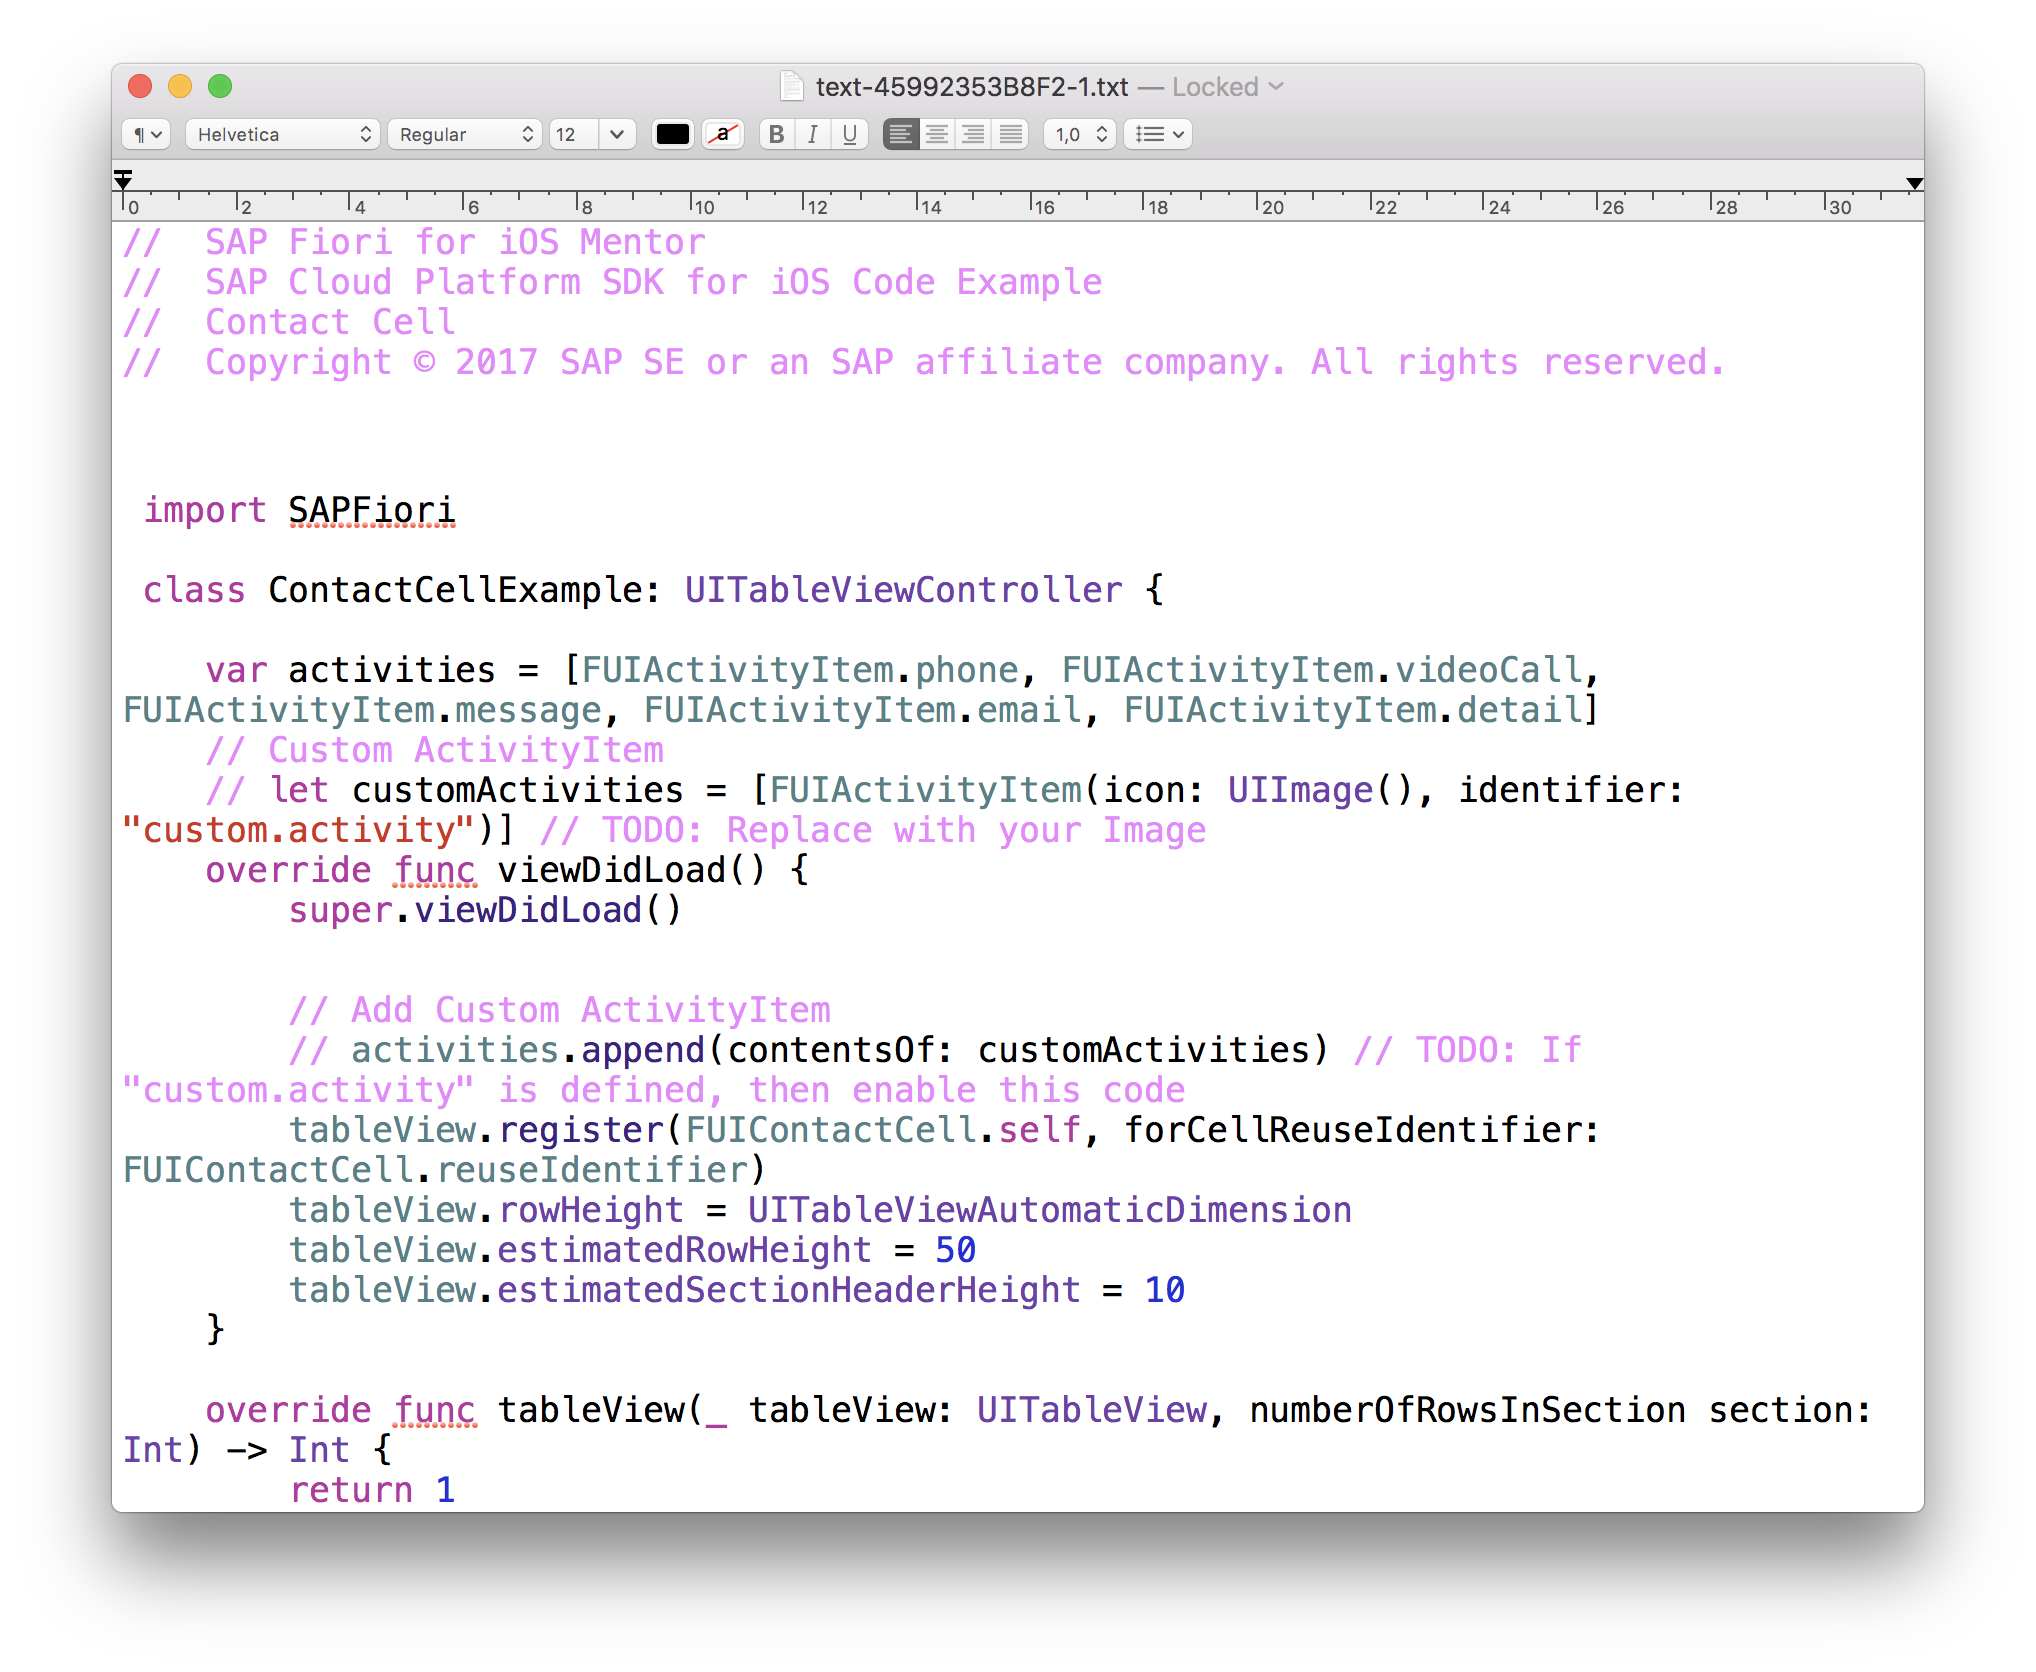 text-45992353B8F2-1.txt — Locked
¶ Helvetica Regular 12 a B I U 1,0
0 2 4 6 8 10 12 14 16 18 20 22 24 26 28 30
//  SAP Fiori for iOS Mentor
//  SAP Cloud Platform SDK for iOS Code Example
//  Contact Cell
//  Copyright © 2017 SAP SE or an SAP affiliate company. All rights reserved.
import SAPFiori
class ContactCellExample: UITableViewController {
var activities = [FUIActivityItem.phone, FUIActivityItem.videoCall,
FUIActivityItem.message, FUIActivityItem.email, FUIActivityItem.detail]
// Custom ActivityItem
// let customActivities = [FUIActivityItem(icon: UIImage(), identifier:
"custom.activity")] // TODO: Replace with your Image
override func viewDidLoad() {
super.viewDidLoad()
// Add Custom ActivityItem
// activities.append(contentsOf: customActivities) // TODO: If
"custom.activity" is defined, then enable this code
tableView.register(FUIContactCell.self, forCellReuseIdentifier:
FUIContactCell.reuseIdentifier)
tableView.rowHeight = UITableViewAutomaticDimension
tableView.estimatedRowHeight = 50
tableView.estimatedSectionHeaderHeight = 10
}
override func tableView(_ tableView: UITableView, numberOfRowsInSection section:
Int) -> Int {
return 1